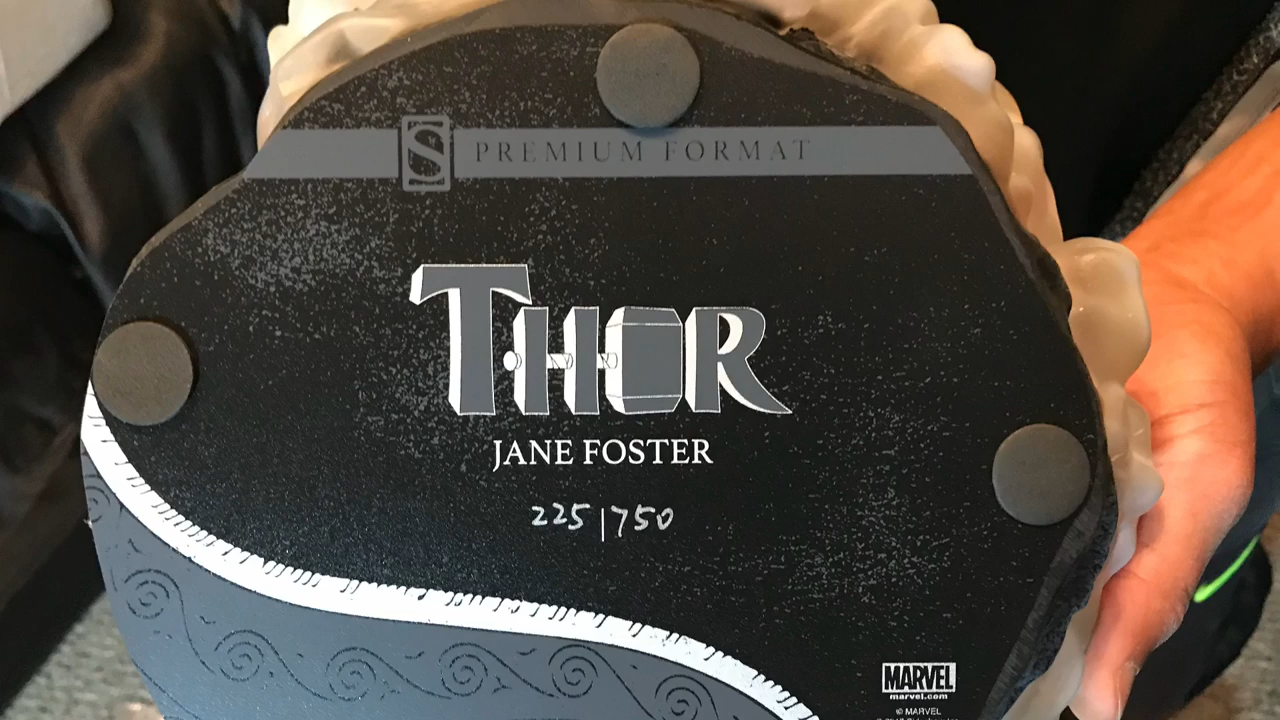 S PREMIUM FORMAT
THOR
JANE FOSTER
225|750
MARVEL
marvel.com
© MARVEL